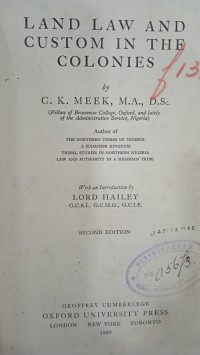 LAND LAW AND
CUSTOM IN THE
COLONIES
by
C. K. MEEK, M.A., D.Sc.
(Fellow of Brasenose College, Oxford, and lately
of the Administrative Service, Nigeria)
Author of
THE NORTHERN TRIBES OF NIGERIA
A SUDANESE KINGDOM
TRIBAL STUDIES IN NORTHERN NIGERIA
LAW AND AUTHORITY IN A NIGERIAN TRIBE
With an Introduction by
LORD HAILEY
G.C.S.I., G.C.M.G., G.C.I.E.
SECOND EDITION
GEOFFREY CUMBERLEGE
OXFORD UNIVERSITY PRESS
LONDON NEW YORK TORONTO
1949